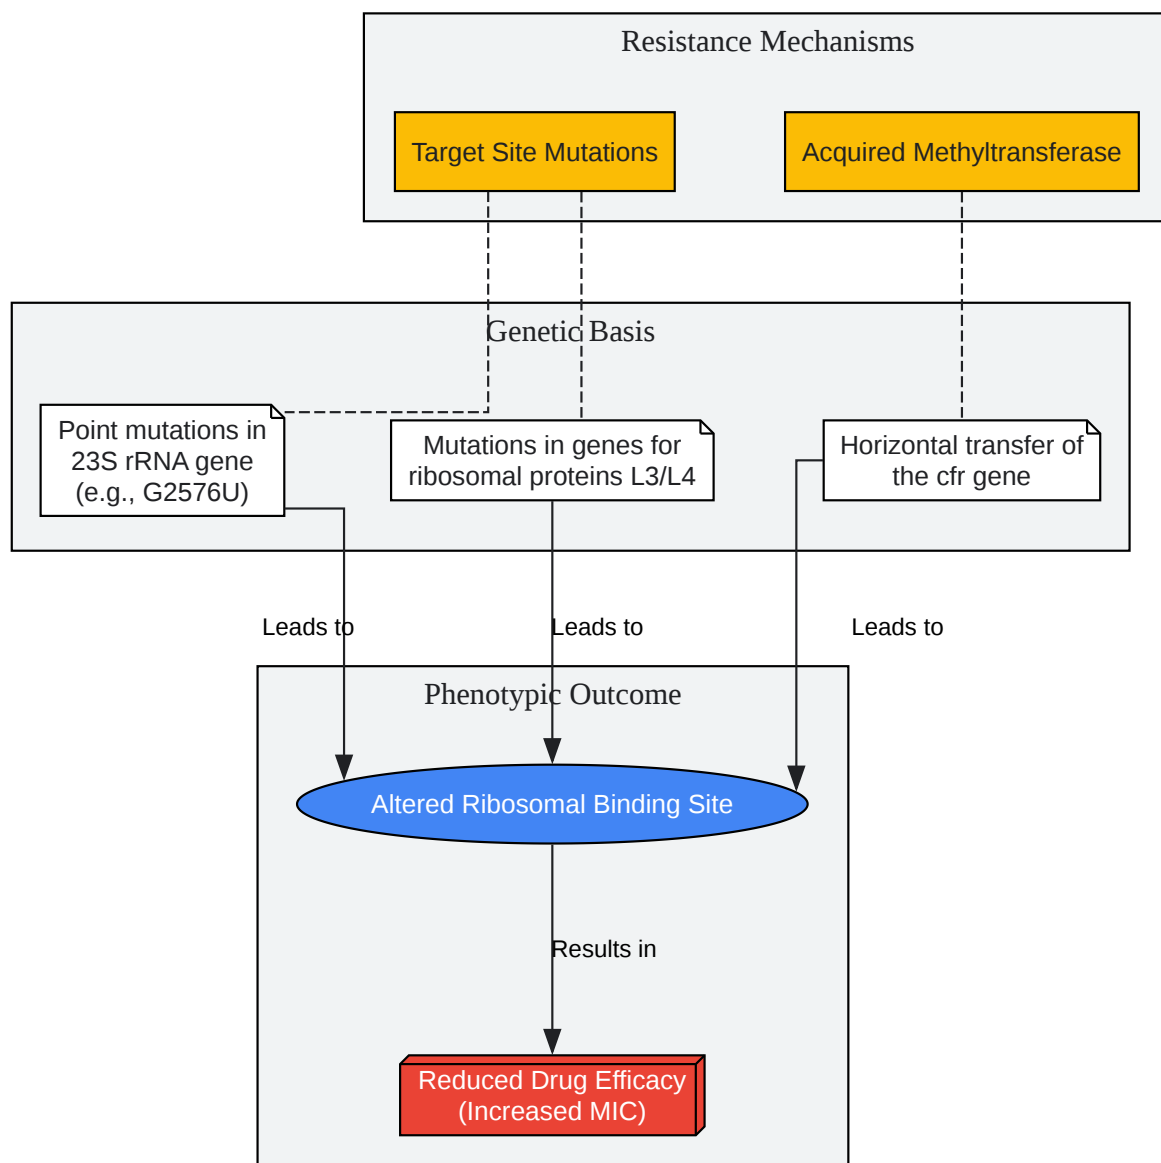 Resistance Mechanisms
Target Site Mutations
Acquired Methyltransferase
Genetic Basis
Point mutations in
23S rRNA gene
(e.g., G2576U)
Mutations in genes for
ribosomal proteins L3/L4
Horizontal transfer of
the cfr gene
Leads to
Leads to
Leads to
Phenotypic Outcome
Altered Ribosomal Binding Site
Results in
Reduced Drug Efficacy
(Increased MIC)